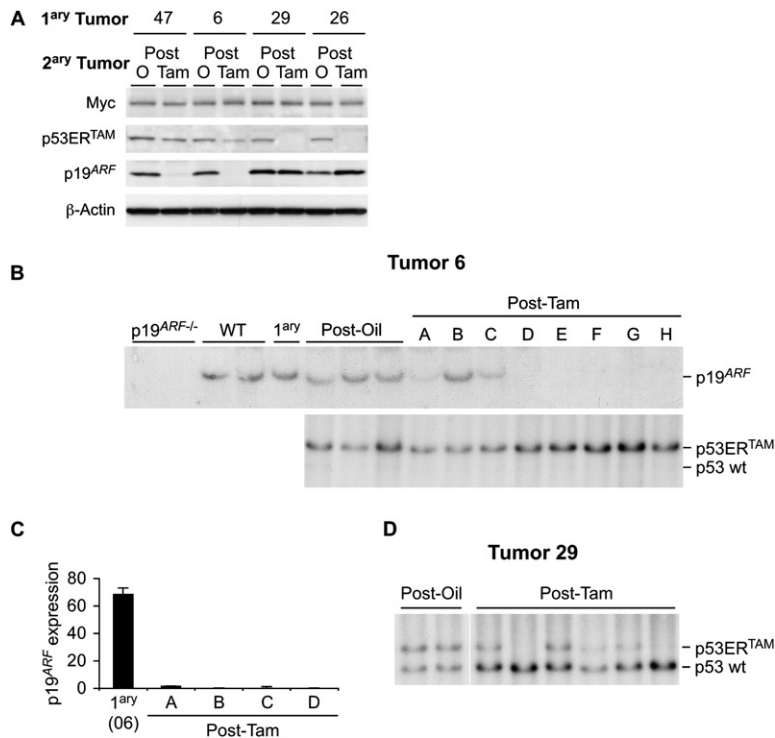 A
1ary Tumor 47 6 29 26
2ary Tumor Post Post Post Post
O Tam O Tam O Tam O Tam
Myc
p53ERTAM
p19ARF
β-Actin
B
Tumor 6
Post-Tam
p19ARF-/- WT 1ary Post-Oil A B C D E F G H
p19ARF
p53ERTAM
p53 wt
C
p19ARF expression
80
60
40
20
0
1ary A B C D
(06) Post-Tam
D
Tumor 29
Post-Oil Post-Tam
p53ERTAM
p53 wt